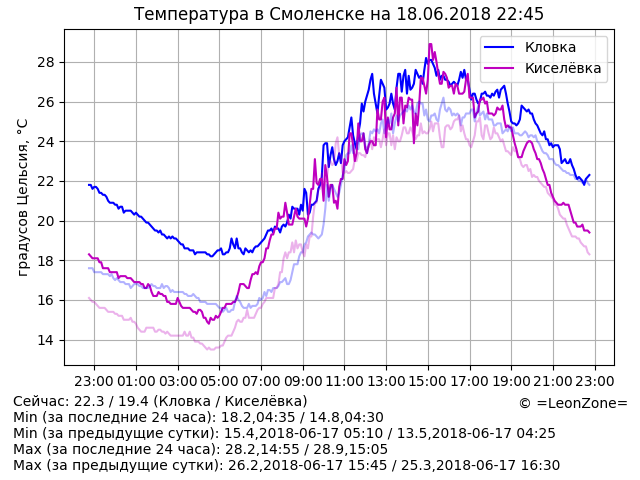 Температура в Смоленске на 18.06.2018 22:45
градусов Цельсия, °C
28
26
24
22
20
18
16
14
Кловка
Киселёвка
23:00 01:00 03:00 05:00 07:00 09:00 11:00 13:00 15:00 17:00 19:00 21:00 23:00
Сейчас: 22.3 / 19.4 (Кловка / Киселёвка)
© =LeonZone=
Min (за последние 24 часа): 18.2,04:35 / 14.8,04:30
Min (за предыдущие сутки): 15.4,2018-06-17 05:10 / 13.5,2018-06-17 04:25
Max (за последние 24 часа): 28.2,14:55 / 28.9,15:05
Max (за предыдущие сутки): 26.2,2018-06-17 15:45 / 25.3,2018-06-17 16:30